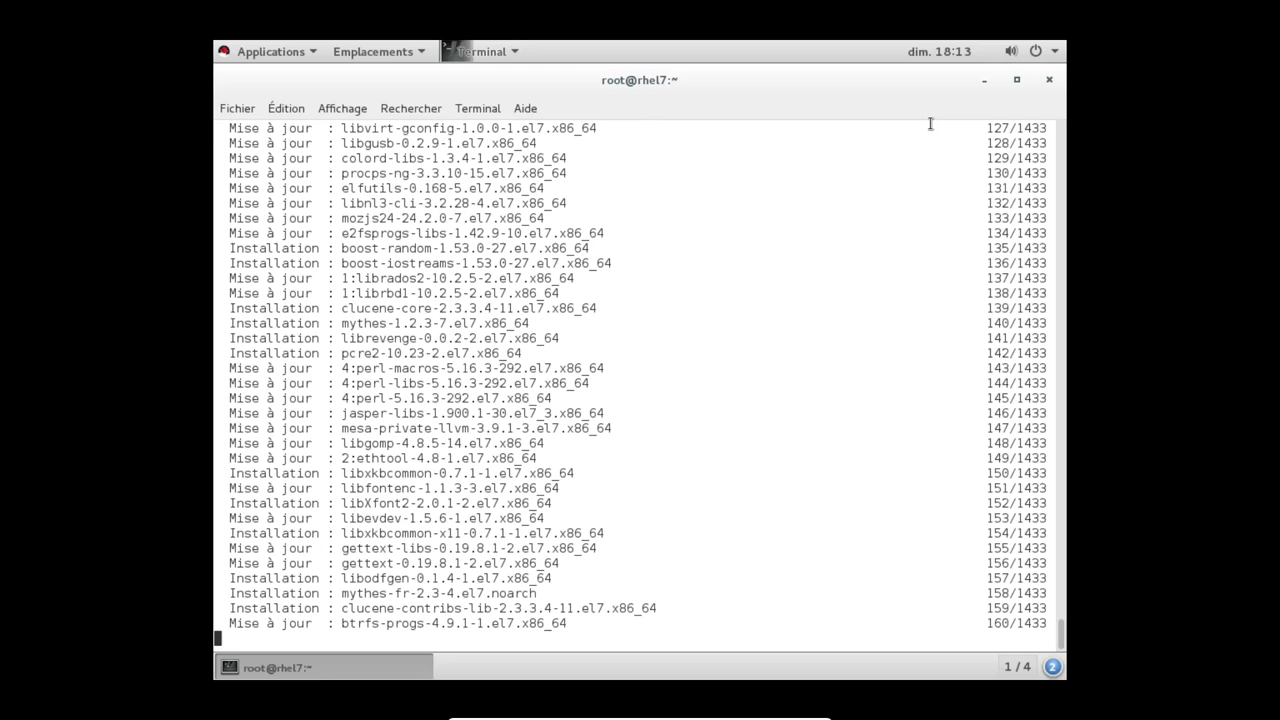 Applications Emplacements Terminal dim. 18:13
root@rhel7:~
Fichier Édition Affichage Rechercher Terminal Aide
Mise à jour : libvirt-gconfig-1.0.0-1.el7.x86_64 127/1433
Mise à jour : libgusb-0.2.9-1.el7.x86_64 128/1433
Mise à jour : colord-libs-1.3.4-1.el7.x86_64 129/1433
Mise à jour : procps-ng-3.3.10-15.el7.x86_64 130/1433
Mise à jour : elfutils-0.168-5.el7.x86_64 131/1433
Mise à jour : libnl3-cli-3.2.28-4.el7.x86_64 132/1433
Mise à jour : mozjs24-24.2.0-7.el7.x86_64 133/1433
Mise à jour : e2fsprogs-libs-1.42.9-10.el7.x86_64 134/1433
Installation : boost-random-1.53.0-27.el7.x86_64 135/1433
Installation : boost-iostreams-1.53.0-27.el7.x86_64 136/1433
Mise à jour : 1:librados2-10.2.5-2.el7.x86_64 137/1433
Mise à jour : 1:librbd1-10.2.5-2.el7.x86_64 138/1433
Installation : clucene-core-2.3.3.4-11.el7.x86_64 139/1433
Installation : mythes-1.2.3-7.el7.x86_64 140/1433
Installation : librevenge-0.0.2-2.el7.x86_64 141/1433
Installation : pcre2-10.23-2.el7.x86_64 142/1433
Mise à jour : 4:perl-macros-5.16.3-292.el7.x86_64 143/1433
Mise à jour : 4:perl-libs-5.16.3-292.el7.x86_64 144/1433
Mise à jour : 4:perl-5.16.3-292.el7.x86_64 145/1433
Mise à jour : jasper-libs-1.900.1-30.el7_3.x86_64 146/1433
Mise à jour : mesa-private-llvm-3.9.1-3.el7.x86_64 147/1433
Mise à jour : libgomp-4.8.5-14.el7.x86_64 148/1433
Mise à jour : 2:ethtool-4.8-1.el7.x86_64 149/1433
Installation : libxkbcommon-0.7.1-1.el7.x86_64 150/1433
Mise à jour : libfontenc-1.1.3-3.el7.x86_64 151/1433
Installation : libXfont2-2.0.1-2.el7.x86_64 152/1433
Mise à jour : libevdev-1.5.6-1.el7.x86_64 153/1433
Installation : libxkbcommon-x11-0.7.1-1.el7.x86_64 154/1433
Mise à jour : gettext-libs-0.19.8.1-2.el7.x86_64 155/1433
Mise à jour : gettext-0.19.8.1-2.el7.x86_64 156/1433
Installation : libodfgen-0.1.4-1.el7.x86_64 157/1433
Installation : mythes-fr-2.3-4.el7.noarch 158/1433
Installation : clucene-contribs-lib-2.3.3.4-11.el7.x86_64 159/1433
Mise à jour : btrfs-progs-4.9.1-1.el7.x86_64 160/1433
root@rhel7:~ 1 / 4 2